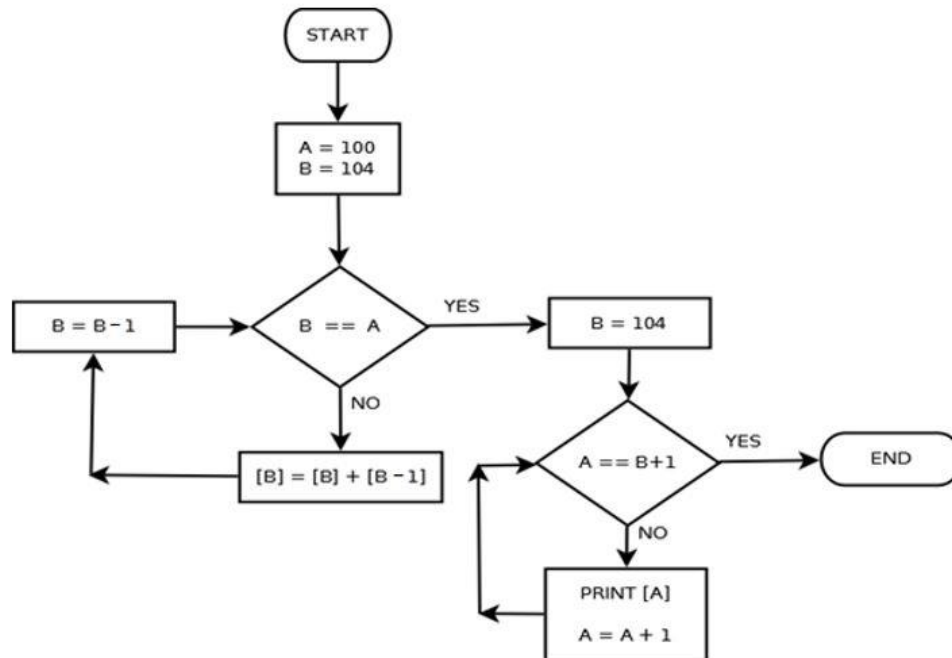 START
A = 100
B = 104
B = B - 1
B == A
YES
B = 104
NO
[B] = [B] + [B - 1]
A == B+1
YES
END
NO
PRINT [A]
A = A + 1